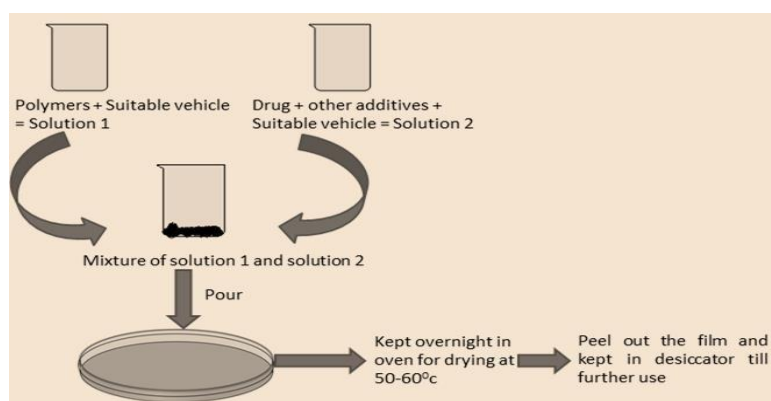 Polymers + Suitable vehicle
= Solution 1
Drug + other additives +
Suitable vehicle = Solution 2
Mixture of solution 1 and solution 2
Pour
Kept overnight in
oven for drying at
50-60⁰c
Peel out the film and
kept in desiccator till
further use